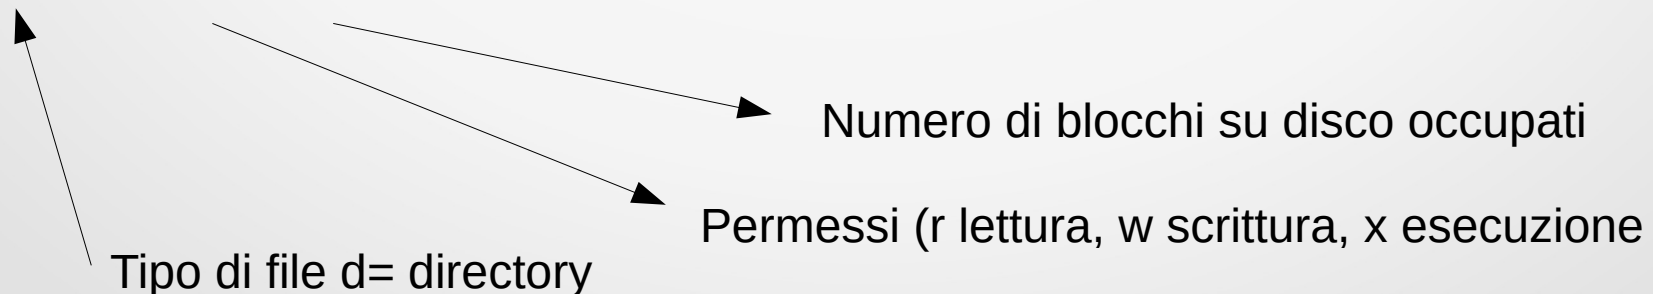 Numero di blocchi su disco occupati
Permessi (r lettura, w scrittura, x esecuzione
Tipo di file d= directory